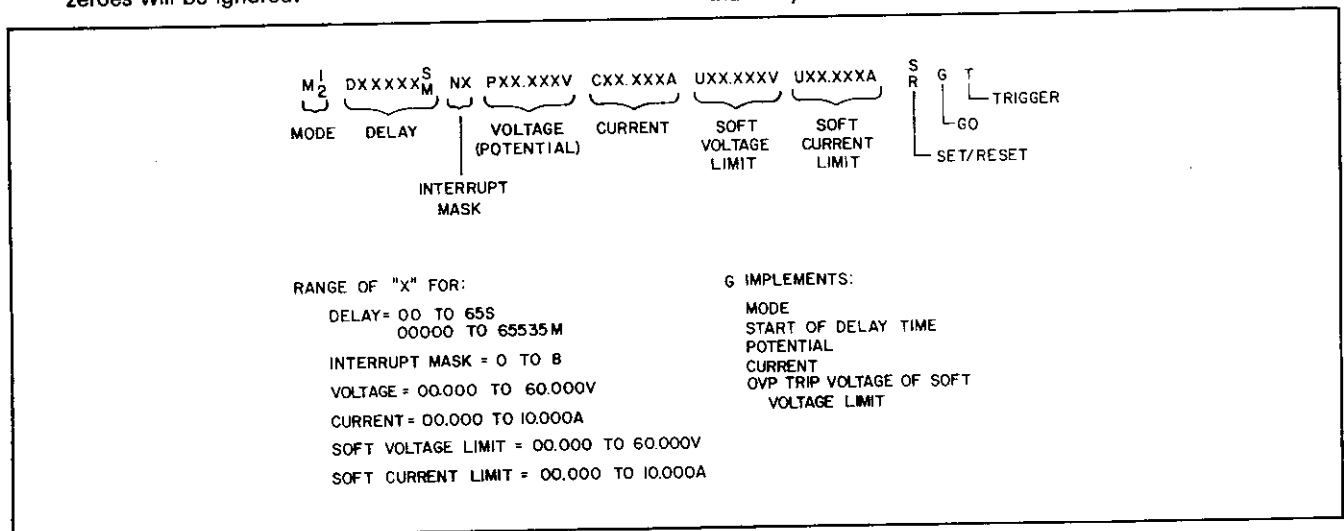 zeroes will be ignored.
M 1 2 DXXXXX S M NX PXX.XXXV CXX.XXXA UXX.XXXV UXX.XXXA S R G T
TRIGGER
GO
SET/RESET
MODE DELAY VOLTAGE (POTENTIAL) CURRENT SOFT VOLTAGE LIMIT SOFT CURRENT LIMIT
INTERRUPT
MASK
RANGE OF "X" FOR:
DELAY= 00 TO 65S
00000 TO 65535M
INTERRUPT MASK = 0 TO 8
VOLTAGE = 00.000 TO 60.000V
CURRENT = 00.000 TO 10.000A
SOFT VOLTAGE LIMIT = 00.000 TO 60.000V
SOFT CURRENT LIMIT = 00.000 TO 10.000A
G IMPLEMENTS:
MODE
START OF DELAY TIME
POTENTIAL
CURRENT
OVP TRIP VOLTAGE OF SOFT
VOLTAGE LIMIT